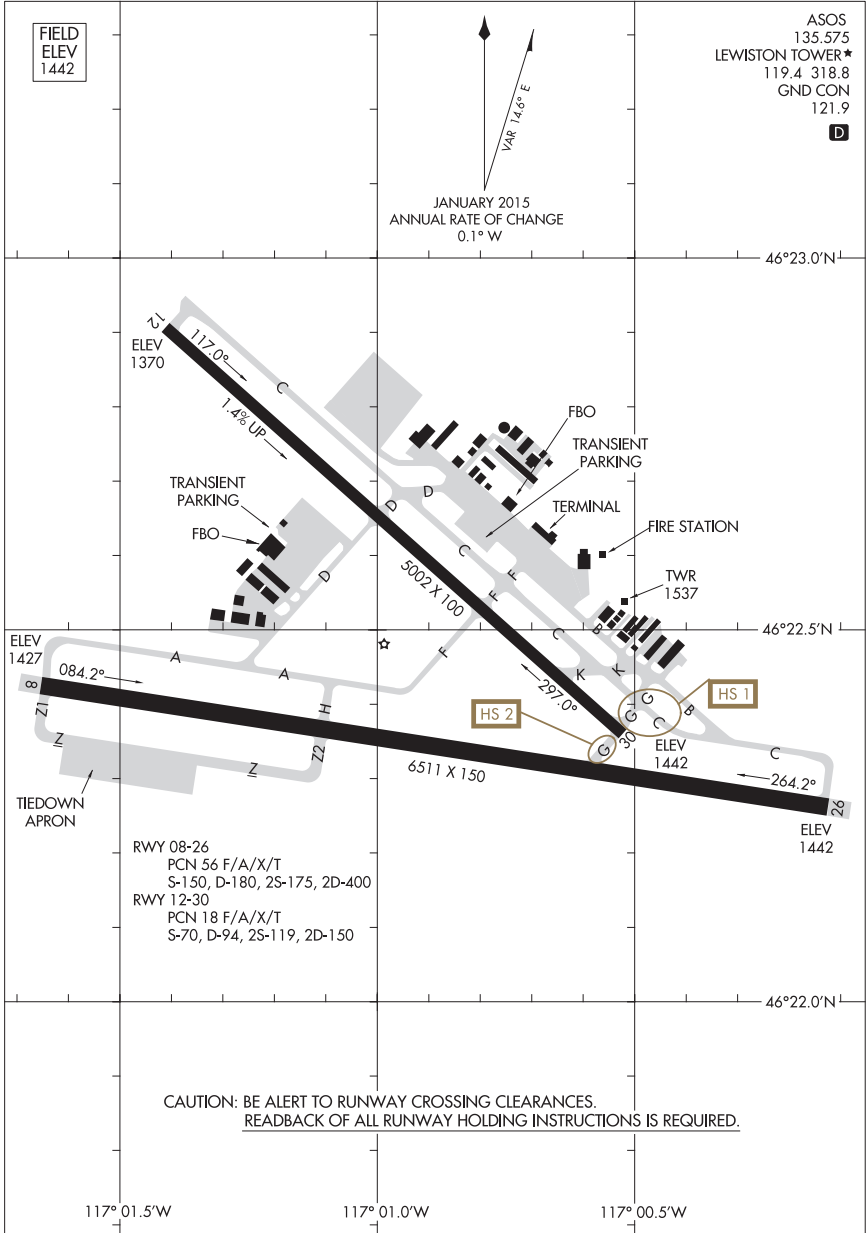 FIELD
ELEV
1442
ASOS
135.575
LEWISTON TOWER★
119.4 318.8
GND CON
121.9
D
VAR 14.6° E
JANUARY 2015
ANNUAL RATE OF CHANGE
0.1° W
46°23.0'N
12
ELEV
1370
117.0°
1.4% UP
C
FBO
TRANSIENT
PARKING
TERMINAL
FIRE STATION
TWR
1537
TRANSIENT
PARKING
FBO
D
D
D
C
F
F
5002 X 100
46°22.5'N
ELEV
1427
A
A
F
C
B
K
K
084.2°
8
Z1
Z
H
Z2
Z
297.0°
HS 2
HS 1
G
G
G
C
B
30
ELEV
1442
C
264.2°
26
ELEV
1442
6511 X 150
TIEDOWN
APRON
RWY 08-26
PCN 56 F/A/X/T
S-150, D-180, 2S-175, 2D-400
RWY 12-30
PCN 18 F/A/X/T
S-70, D-94, 2S-119, 2D-150
46°22.0'N
CAUTION: BE ALERT TO RUNWAY CROSSING CLEARANCES.
READBACK OF ALL RUNWAY HOLDING INSTRUCTIONS IS REQUIRED.
117° 01.5'W
117° 01.0'W
117° 00.5'W